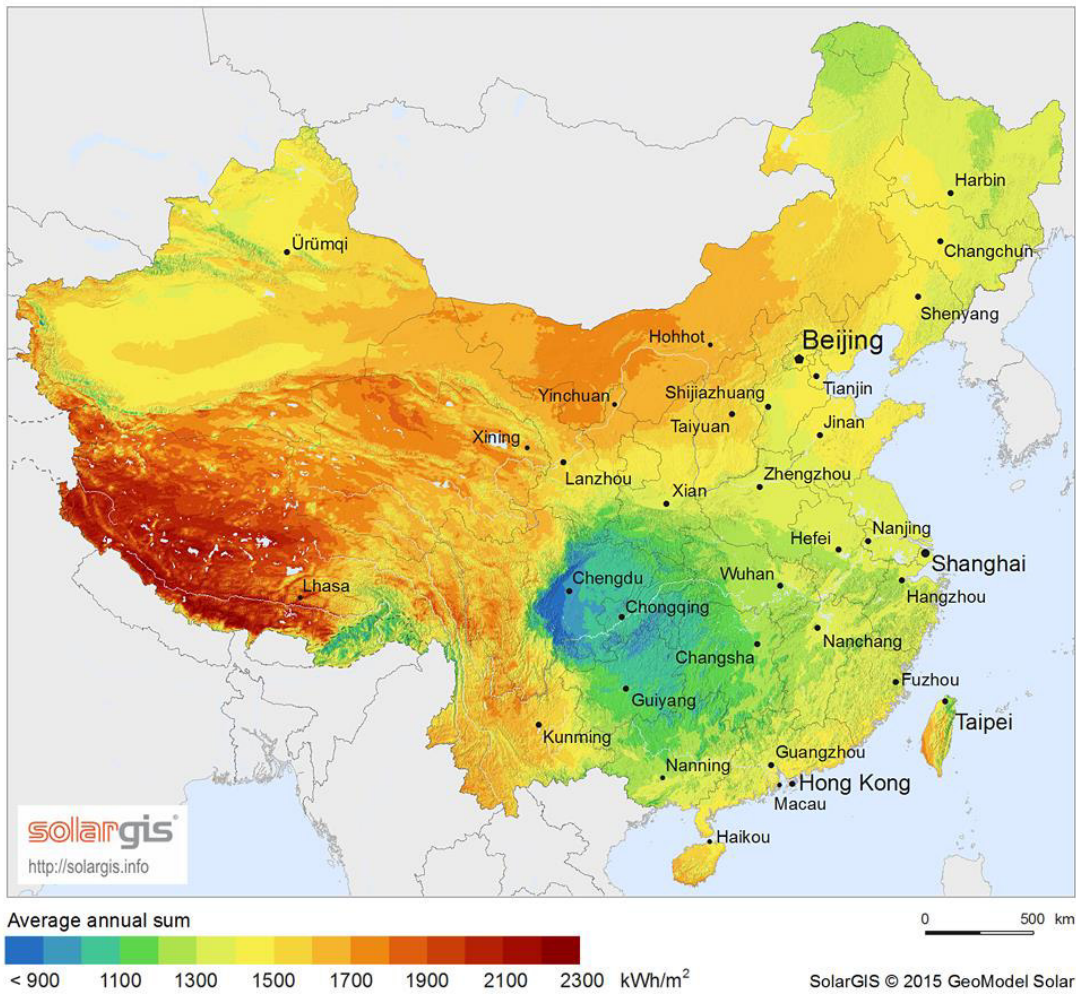 Harbin
Ürümqi
Changchun
Shenyang
Hohhot
Beijing
Tianjin
Yinchuan
Shijiazhuang
Taiyuan
Jinan
Xining
Lanzhou
Zhengzhou
Xian
Nanjing
Hefei
Shanghai
Lhasa
Chengdu
Wuhan
Hangzhou
Chongqing
Nanchang
Changsha
Fuzhou
Guiyang
Taipei
Kunming
Guangzhou
Nanning
Hong Kong
Macau
solargis®
Haikou
http://solargis.info
Average annual sum
0 500 km
< 900 1100 1300 1500 1700 1900 2100 2300 kWh/m²
SolarGIS © 2015 GeoModel Solar